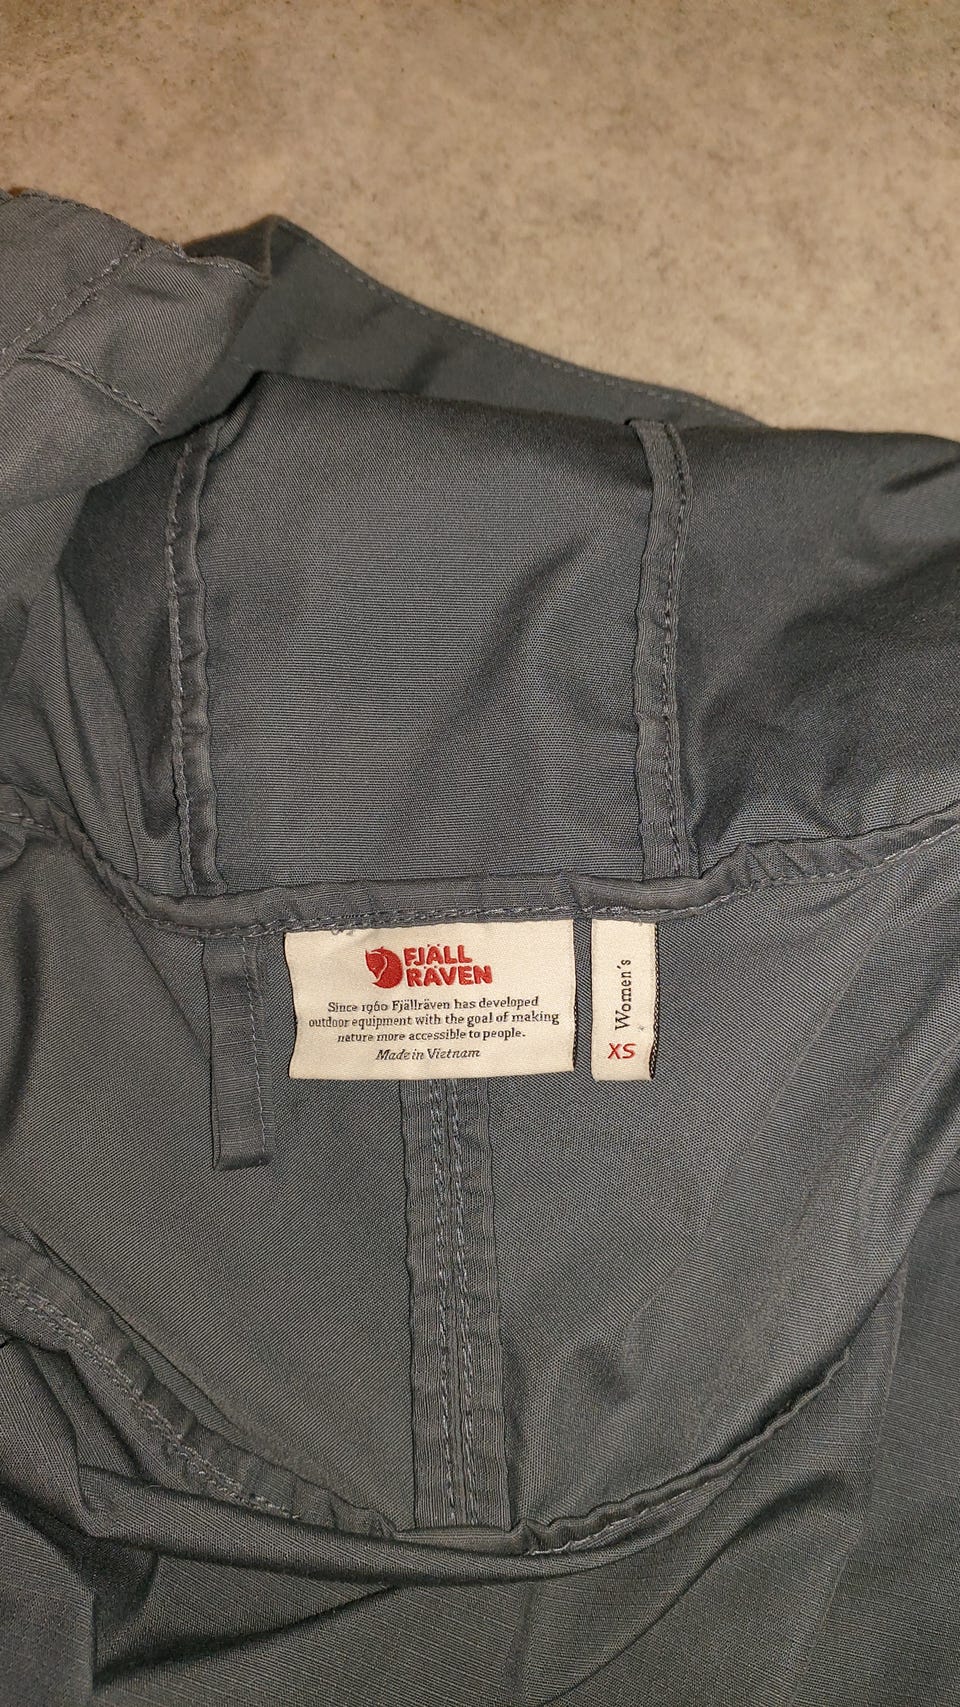 FJÄLL
RÄVEN
Since 1960 Fjällräven has developed
outdoor equipment with the goal of making
nature more accessible to people.
Made in Vietnam
Women's
XS